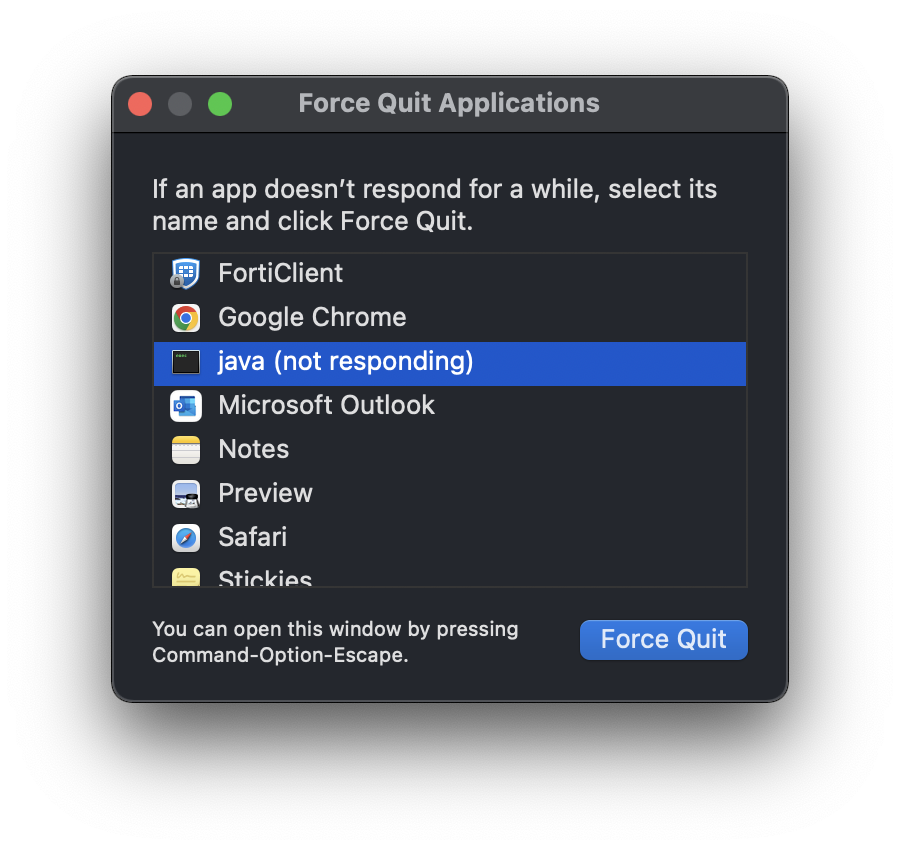 Force Quit Applications
If an app doesn’t respond for a while, select its
name and click Force Quit.
FortiClient
Google Chrome
java (not responding)
Microsoft Outlook
Notes
Preview
Safari
Stickies
You can open this window by pressing
Command-Option-Escape.
Force Quit